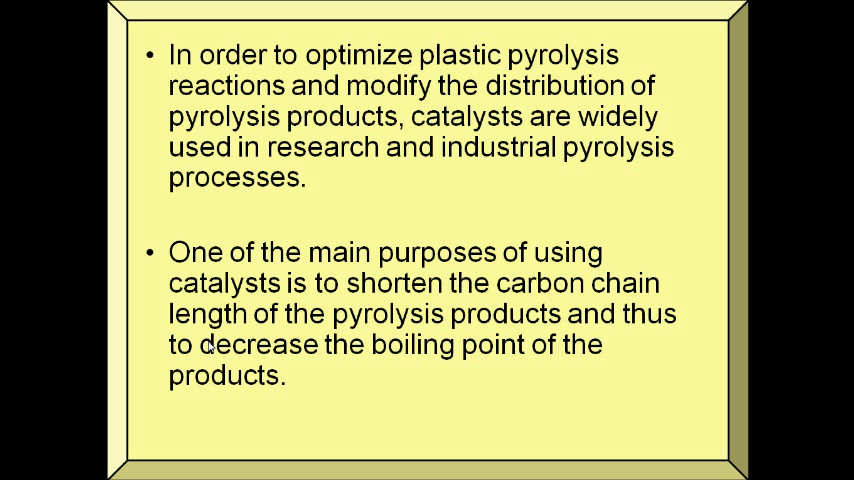 • In order to optimize plastic pyrolysis
reactions and modify the distribution of
pyrolysis products, catalysts are widely
used in research and industrial pyrolysis
processes.
• One of the main purposes of using
catalysts is to shorten the carbon chain
length of the pyrolysis products and thus
to decrease the boiling point of the
products.